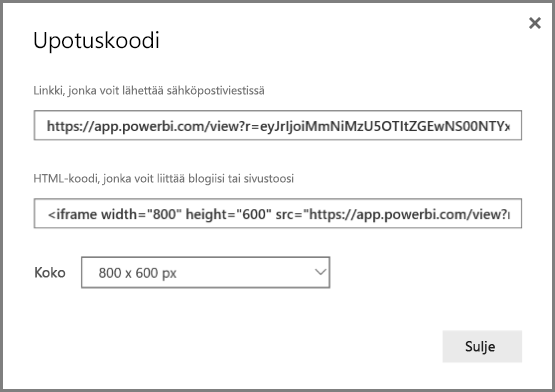 Upotuskoodi
Linkki, jonka voit lähettää sähköpostiviestissä
https://app.powerbi.com/view?r=eyJrIjoiMmNiMzU5OTItZGEwNS00NTYx
HTML-koodi, jonka voit liittää blogiisi tai sivustoosi
<iframe width="800" height="600" src="https://app.powerbi.com/view?r
Koko 800 x 600 px
Sulje